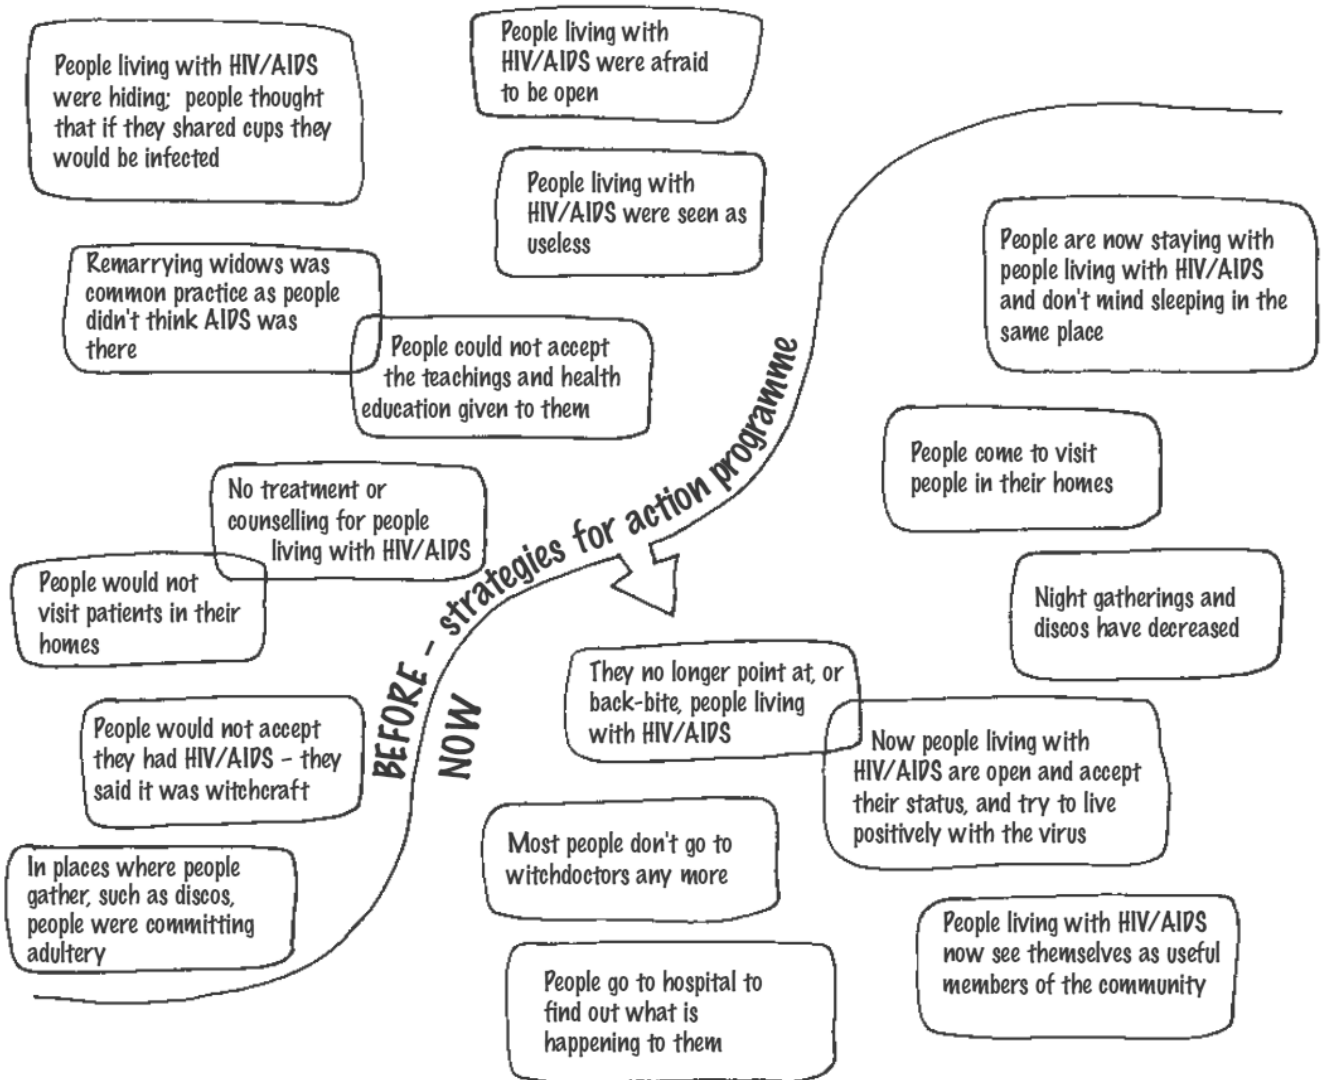 People living with HIV/AIDS
were hiding; people thought
that if they shared cups they
would be infected
People living with
HIV/AIDS were afraid
to be open
People living with
HIV/AIDS were seen as
useless
Remarrying widows was
common practice as people
didn't think AIDS was
there
People could not accept
the teachings and health
education given to them
No treatment or
counselling for people
living with HIV/AIDS
People would not
visit patients in their
homes
People would not accept
they had HIV/AIDS – they
said it was witchcraft
In places where people
gather, such as discos,
people were committing
adultery
BEFORE – strategies for action programme
NOW
People are now staying with
people living with HIV/AIDS
and don't mind sleeping in the
same place
People come to visit
people in their homes
Night gatherings and
discos have decreased
They no longer point at, or
back-bite, people living
with HIV/AIDS
Now people living with
HIV/AIDS are open and accept
their status, and try to live
positively with the virus
Most people don't go to
witchdoctors any more
People living with HIV/AIDS
now see themselves as useful
members of the community
People go to hospital to
find out what is
happening to them